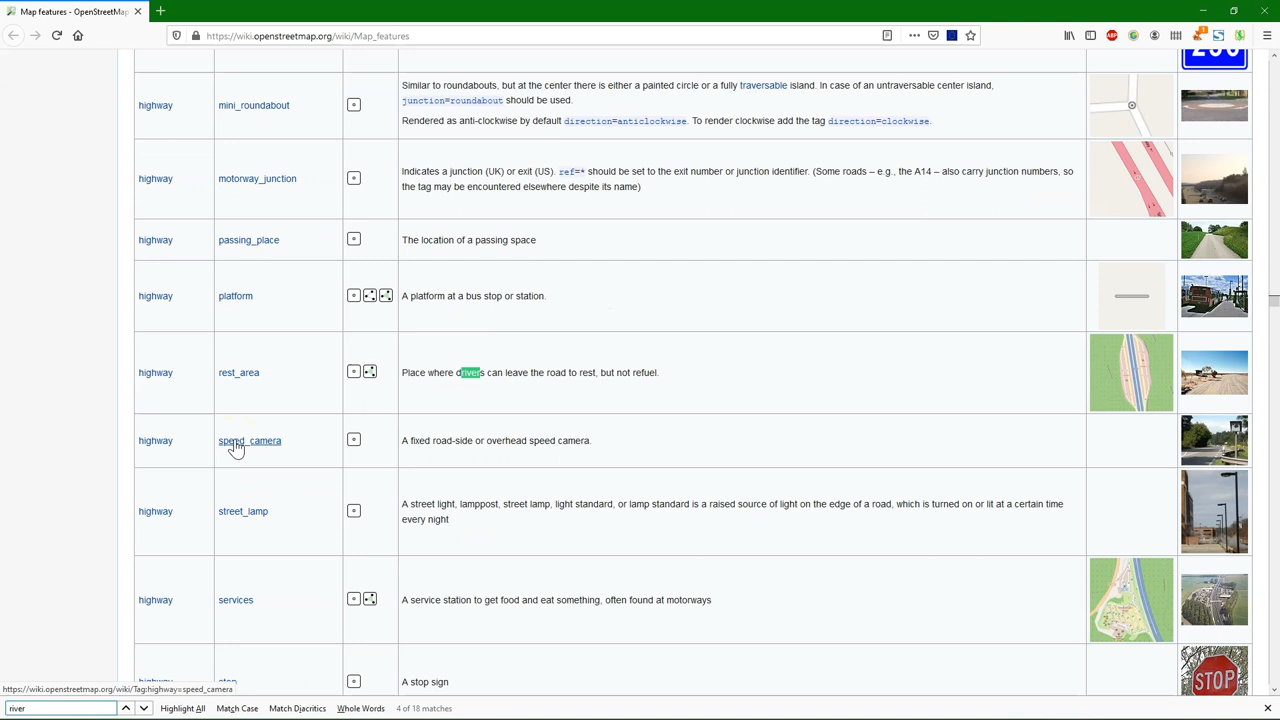 Map features - OpenStreetMap
https://wiki.openstreetmap.org/wiki/Map_features
highway mini_roundabout Similar to roundabouts, but at the center there is either a painted circle or a fully traversable island. In case of an untraversable center island,
junction=roundabout should be used.
Rendered as anti-clockwise by default direction=anticlockwise. To render clockwise add the tag direction=clockwise.
highway motorway_junction Indicates a junction (UK) or exit (US). ref=* should be set to the exit number or junction identifier. (Some roads – e.g., the A14 – also carry junction numbers, so
the tag may be encountered elsewhere despite its name)
highway passing_place The location of a passing space
highway platform A platform at a bus stop or station.
highway rest_area Place where drivers can leave the road to rest, but not refuel.
highway speed_camera A fixed road-side or overhead speed camera.
highway street_lamp A street light, lamppost, street lamp, light standard, or lamp standard is a raised source of light on the edge of a road, which is turned on or lit at a certain time
every night
highway services A service station to get food and eat something, often found at motorways
stop A stop sign
STOP
https://wiki.openstreetmap.org/wiki/Tag:highway=speed_camera
river Highlight All Match Case Match Diacritics Whole Words 4 of 18 matches